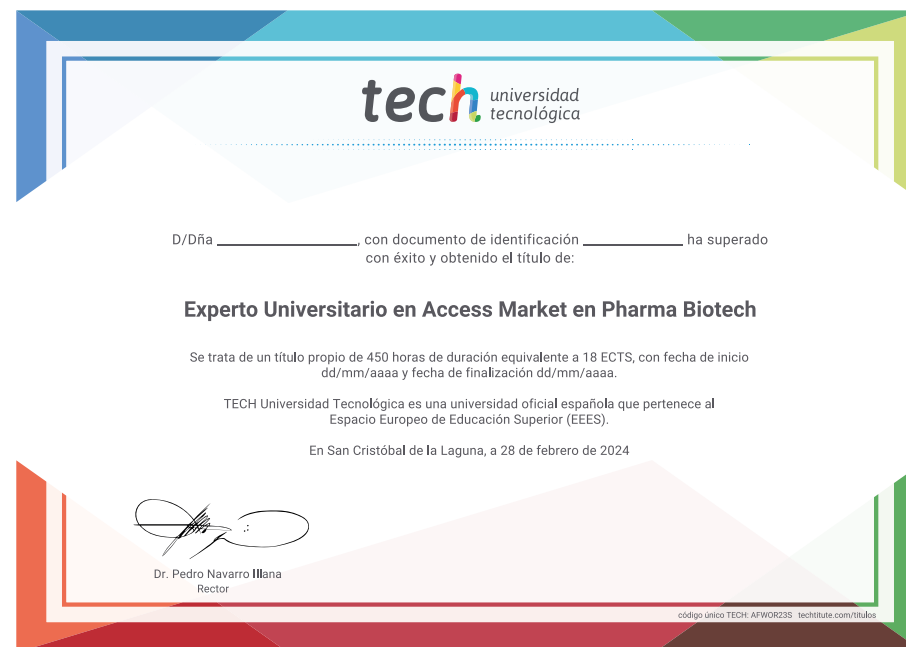 tech universidad
tecnológica
D/Dña ____________________, con documento de identificación ______________ ha superado
con éxito y obtenido el título de:
Experto Universitario en Access Market en Pharma Biotech
Se trata de un título propio de 450 horas de duración equivalente a 18 ECTS, con fecha de inicio
dd/mm/aaaa y fecha de finalización dd/mm/aaaa.
TECH Universidad Tecnológica es una universidad oficial española que pertenece al
Espacio Europeo de Educación Superior (EEES).
En San Cristóbal de la Laguna, a 28 de febrero de 2024
Dr. Pedro Navarro Illana
Rector
código único TECH: AFWOR23S techtitute.com/titulos